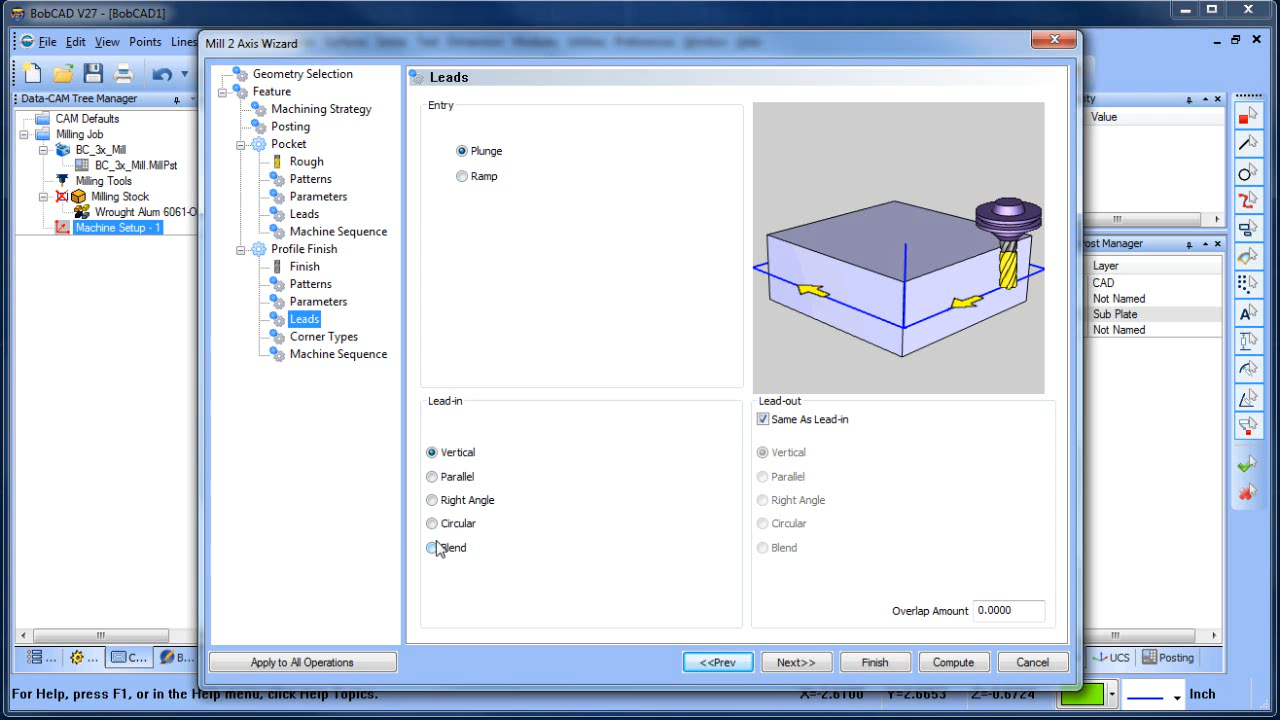 BobCAD V27 - [BobCAD1]
File Edit View Points Lines
Data-CAM Tree Manager
CAM Defaults
Milling Job
BC_3x_Mill
BC_3x_Mill.MillPst
Milling Tools
Milling Stock
Wrought Alum 6061-O
Machine Setup - 1
Mill 2 Axis Wizard
Geometry Selection
Feature
Machining Strategy
Posting
Pocket
Rough
Patterns
Parameters
Leads
Machine Sequence
Profile Finish
Finish
Patterns
Parameters
Leads
Corner Types
Machine Sequence
Leads
Entry
Plunge
Ramp
Lead-in
Vertical
Parallel
Right Angle
Circular
Blend
Lead-out
Same As Lead-in
Vertical
Parallel
Right Angle
Circular
Blend
Overlap Amount 0.0000
Apply to All Operations
<<Prev
Next>>
Finish
Compute
Cancel
ty
Value
ost Manager
Layer
CAD
Not Named
Sub Plate
Not Named
... ... C... B...
UCS Posting
For Help, press F1, or in the Help menu, click Help Topics.
X=-2.6100 Y=2.6653 Z=-0.6724
Inch